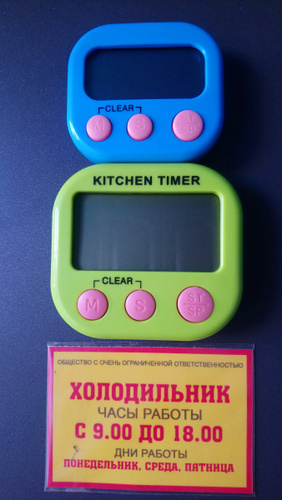 CLEAR
M S ST SP
KITCHEN TIMER
CLEAR
M S ST SP
ОБЩЕСТВО С ОЧЕНЬ ОГРАНИЧЕННОЙ ОТВЕТСТВЕННОСТЬЮ
ХОЛОДИЛЬНИК
ЧАСЫ РАБОТЫ
С 9.00 ДО 18.00
ДНИ РАБОТЫ
ПОНЕДЕЛЬНИК, СРЕДА, ПЯТНИЦА